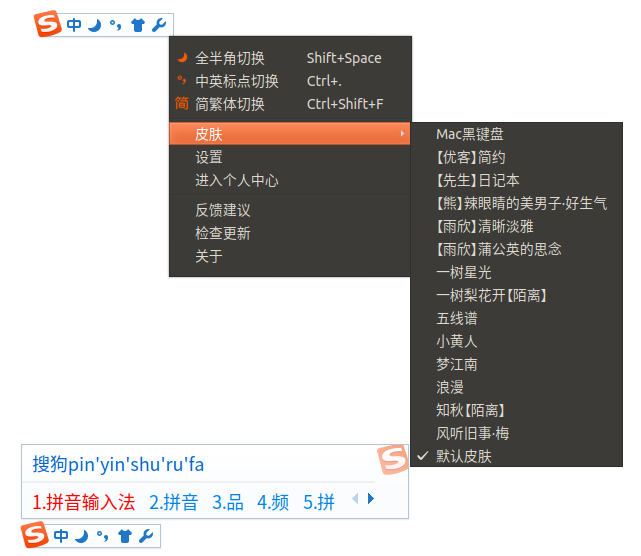 中
全半角切换 Shift+Space
中英标点切换 Ctrl+.
简 简繁体切换 Ctrl+Shift+F
皮肤
设置
进入个人中心
反馈建议
检查更新
关于
Mac黑键盘
【优客】简约
【先生】日记本
【熊】辣眼睛的美男子·好生气
【雨欣】清晰淡雅
【雨欣】蒲公英的思念
一树星光
一树梨花开【陌离】
五线谱
小黄人
梦江南
浪漫
知秋【陌离】
风听旧事·梅
默认皮肤
搜狗pin'yin'shu'ru'fa
1.拼音输入法 2.拼音 3.品 4.频 5.拼
中